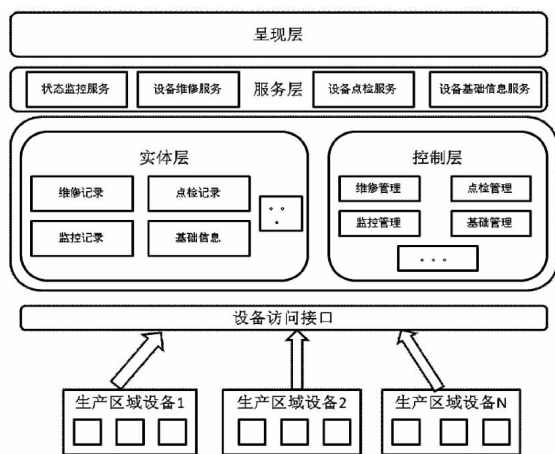 呈现层
状态监控服务 设备维修服务 服务层 设备点检服务 设备基础信息服务
实体层 控制层
维修记录 点检记录 维修管理 点检管理
监控记录 基础信息 监控管理 基础管理
设备访问接口
生产区域设备1 生产区域设备2 生产区域设备N